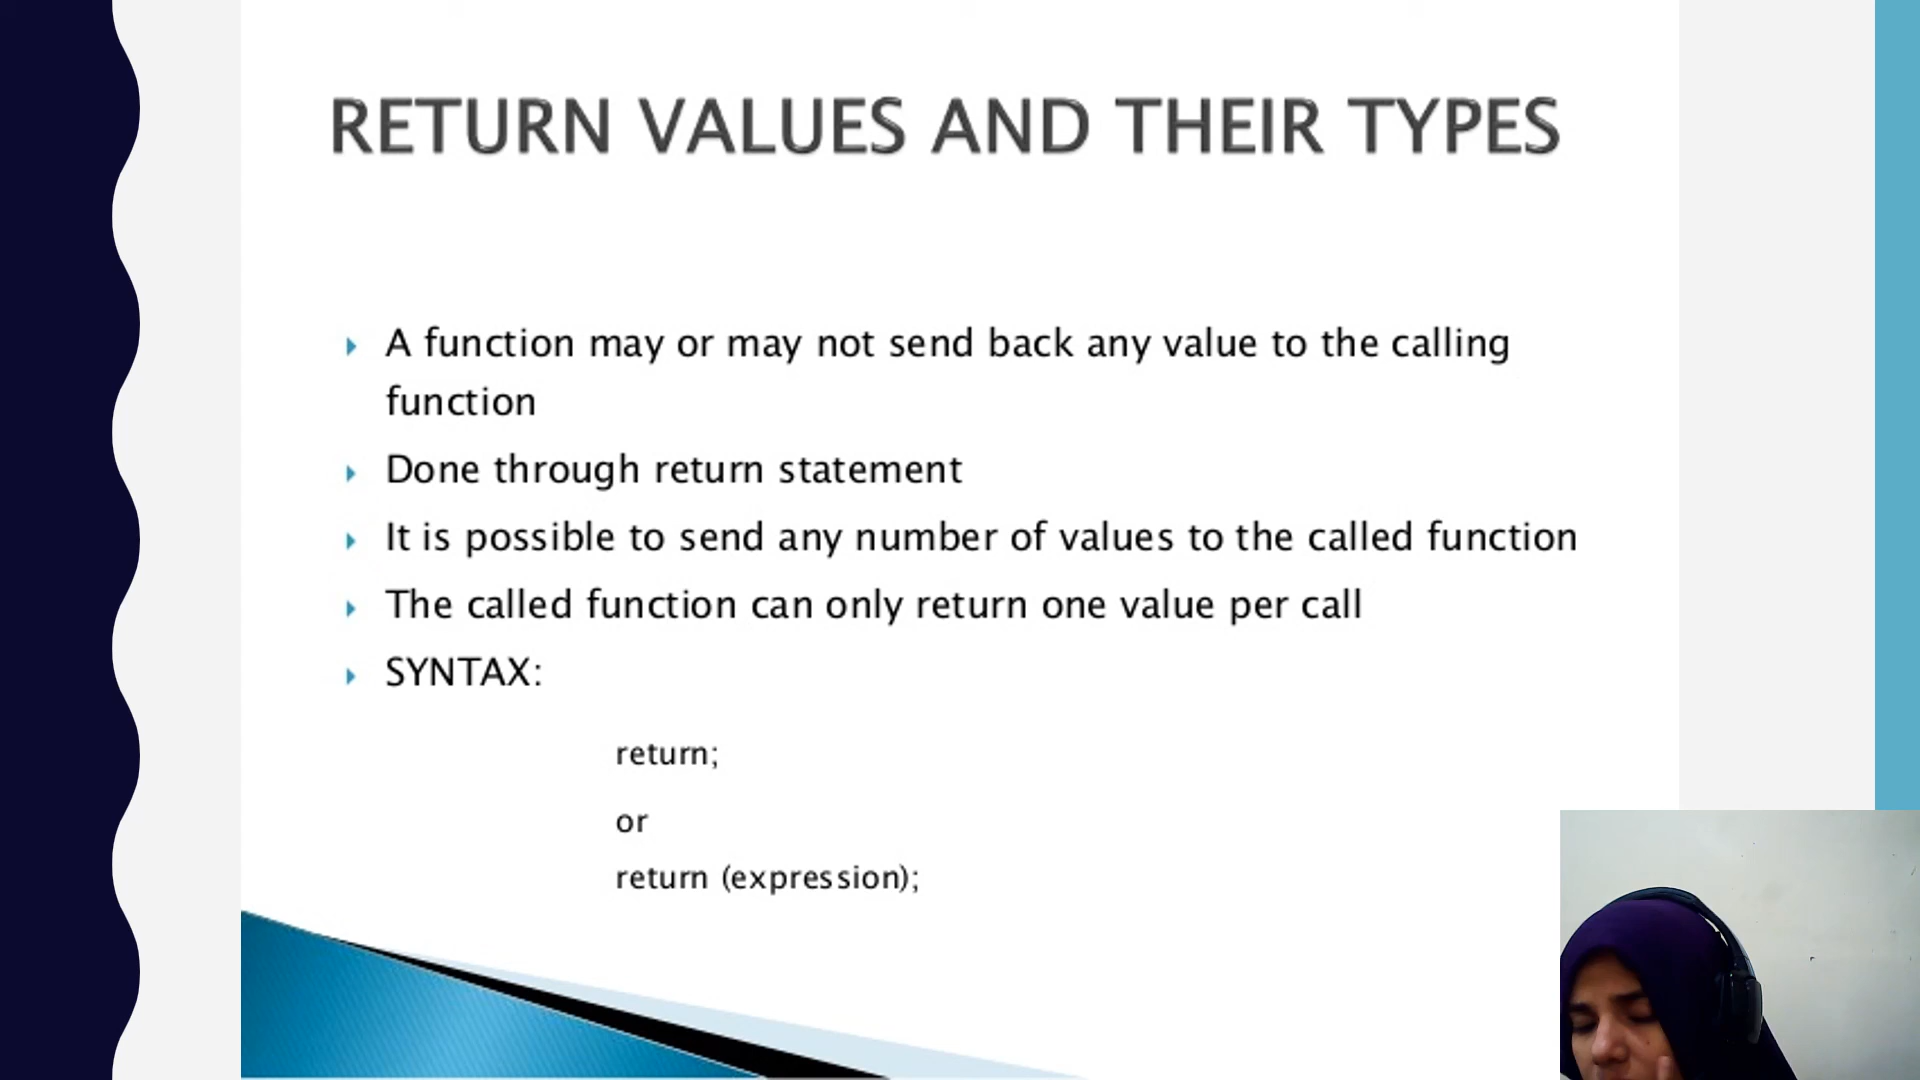 RETURN VALUES AND THEIR TYPES
A function may or may not send back any value to the calling
function
Done through return statement
It is possible to send any number of values to the called function
The called function can only return one value per call
SYNTAX:
return;
or
return (expression);